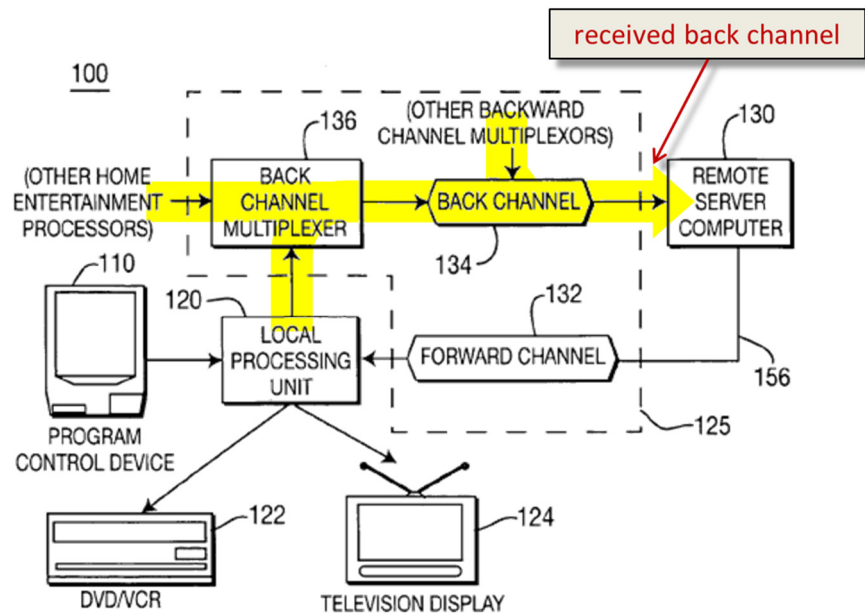 received back channel
100
136
(OTHER BACKWARD
CHANNEL MULTIPLEXORS)
130
(OTHER HOME
ENTERTAINMENT
PROCESSORS)
BACK
CHANNEL
MULTIPLEXER
BACK CHANNEL
134
REMOTE
SERVER
COMPUTER
110
120
132
LOCAL
PROCESSING
UNIT
FORWARD CHANNEL
156
125
PROGRAM
CONTROL DEVICE
122
124
DVD/VCR
TELEVISION DISPLAY